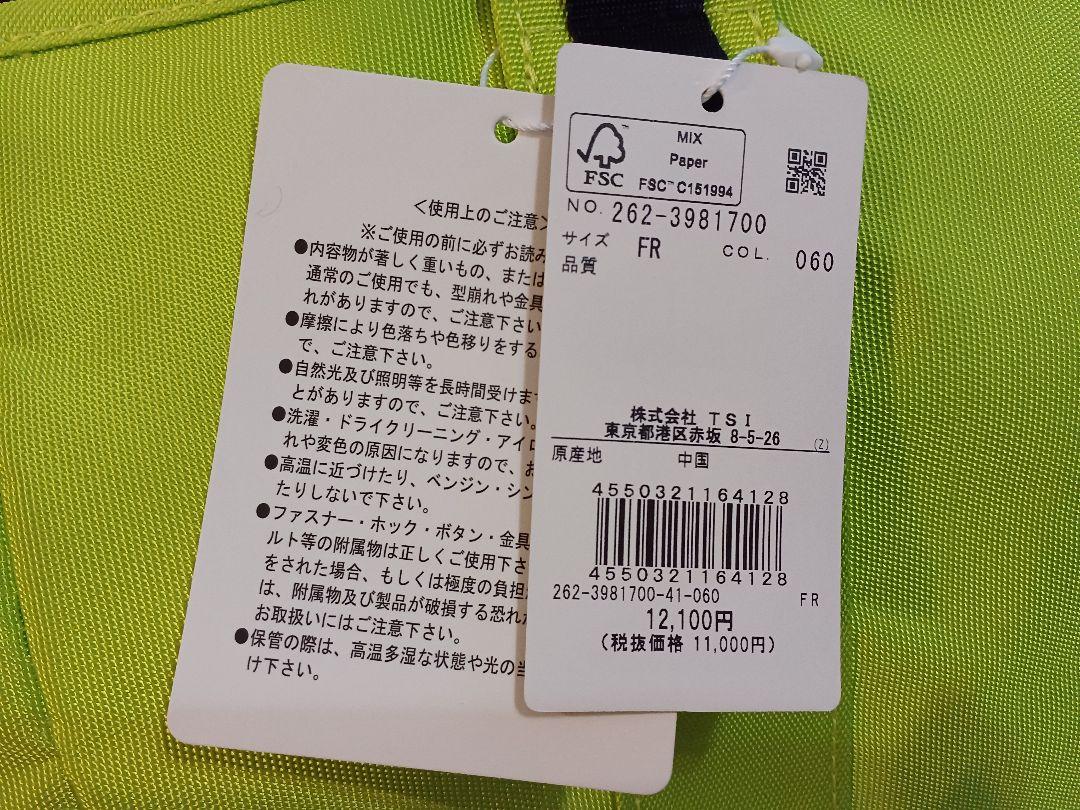 <使用上のご注意>
※ご使用の前に必ずお読み
●内容物が著しく重いもの、または
通常のご使用でも、型崩れや金具
れがありますので、ご注意下さい
●摩擦により色落ちや色移りをする
で、ご注意下さい。
●自然光及び照明等を長時間受けます
とがありますので、ご注意下さい。
●洗濯・ドライクリーニング・アイロ
れや変色の原因になりますので、お
●高温に近づけたり、ベンジン・シン
たりしないで下さい。
●ファスナー・ホック・ボタン・金具
ルト等の附属物は正しくご使用下さ
をされた場合、もしくは極度の負担
は、附属物及び製品が破損する恐れが
お取扱いにはご注意下さい。
●保管の際は、高温多湿な状態や光の当
け下さい。
FSC
MIX
Paper
FSC™ C151994
NO. 262-3981700
サイズ FR COL. 060
品質
株式会社 TSI
東京都港区赤坂 8-5-26 (Z)
原産地 中国
4550321164128
4550321164128
262-3981700-41-060 FR
12,100円
(税抜価格 11,000円)